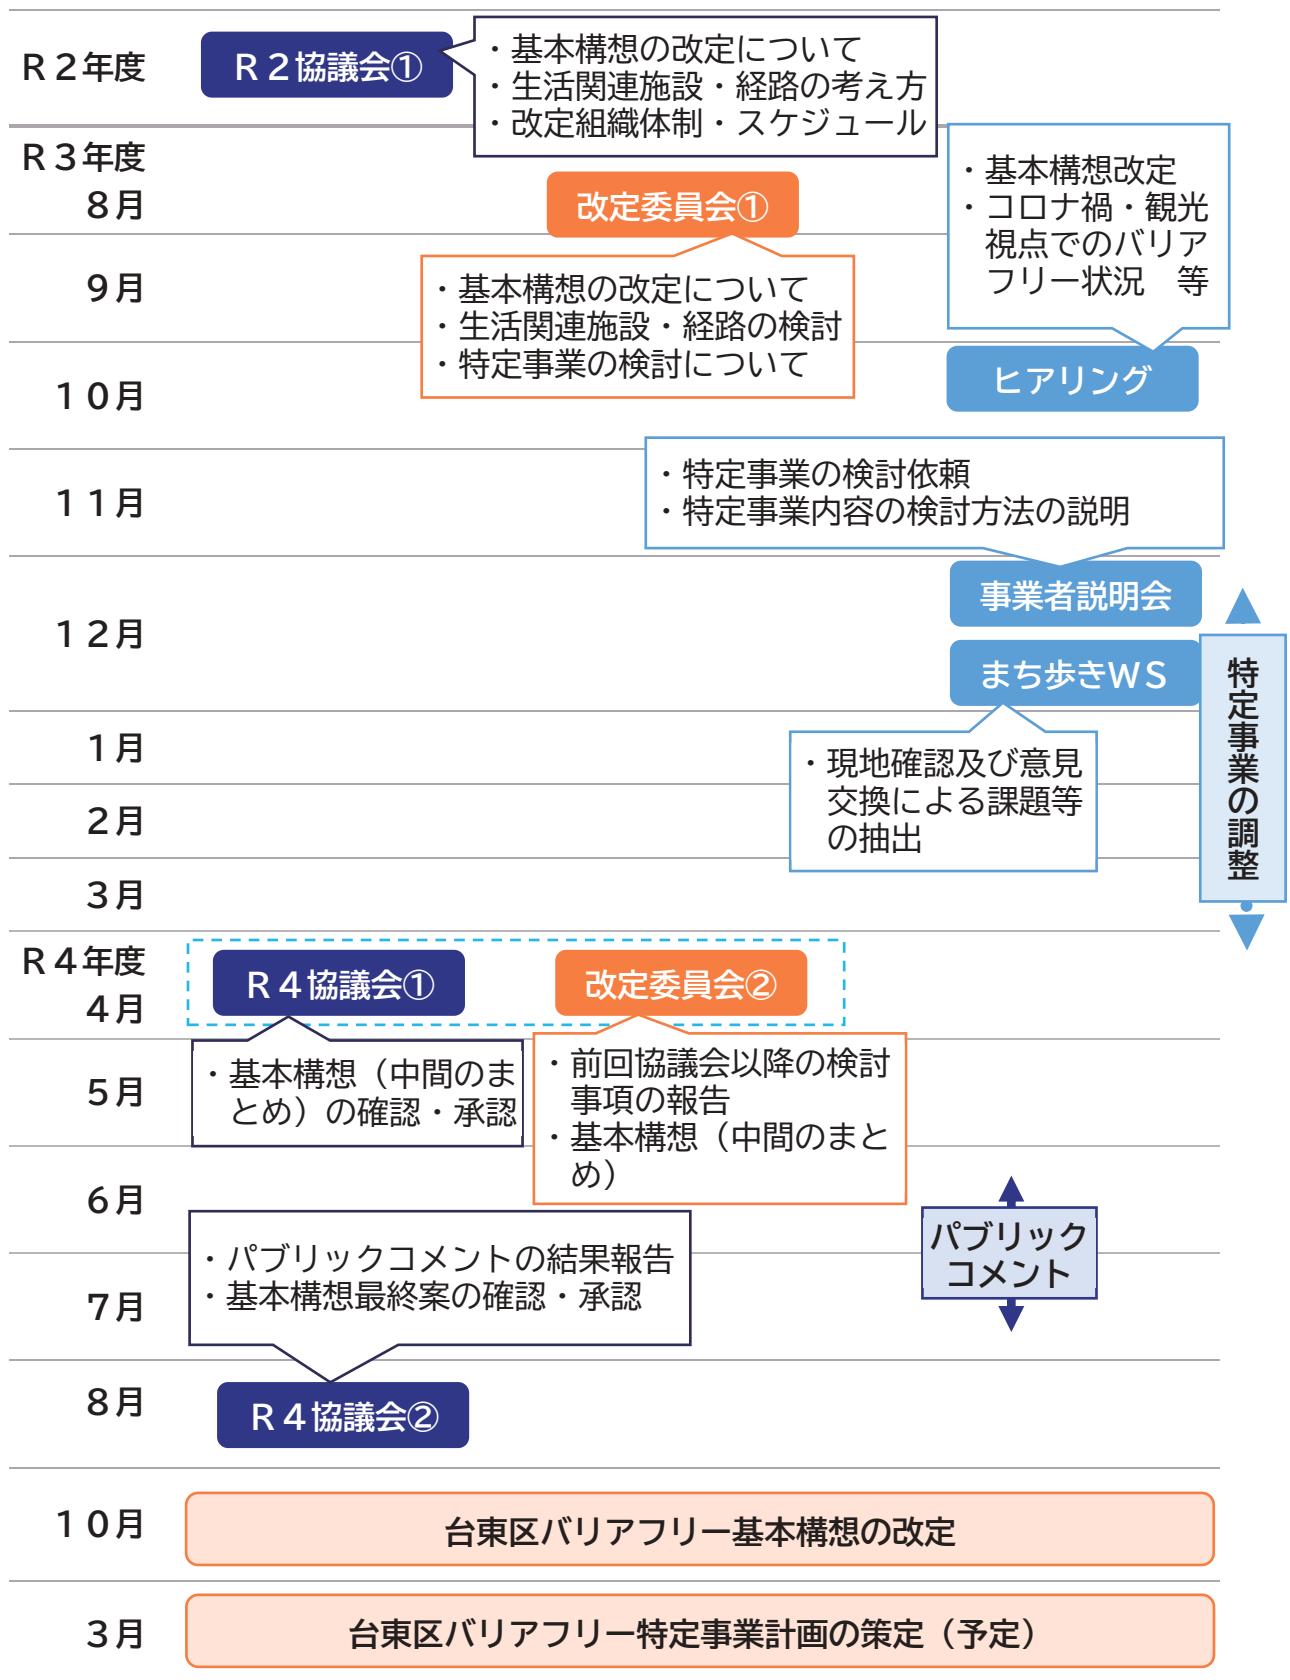 Ｒ２年度
Ｒ２協議会①
・基本構想の改定について
・生活関連施設・経路の考え方
・改定組織体制・スケジュール
Ｒ３年度
８月
改定委員会①
・基本構想の改定について
・生活関連施設・経路の検討
・特定事業の検討について
・基本構想改定
・コロナ禍・観光
視点でのバリア
フリー状況　等
９月
１０月
ヒアリング
１１月
・特定事業の検討依頼
・特定事業内容の検討方法の説明
１２月
事業者説明会
まち歩きＷＳ
特定事業の調整
１月
・現地確認及び意見
交換による課題等
の抽出
２月
３月
Ｒ４年度
４月
Ｒ４協議会①
改定委員会②
５月
・基本構想（中間のま
とめ）の確認・承認
・前回協議会以降の検討
事項の報告
・基本構想（中間のまと
め）
６月
パブリック
コメント
・パブリックコメントの結果報告
・基本構想最終案の確認・承認
７月
８月
Ｒ４協議会②
１０月
台東区バリアフリー基本構想の改定
３月
台東区バリアフリー特定事業計画の策定（予定）